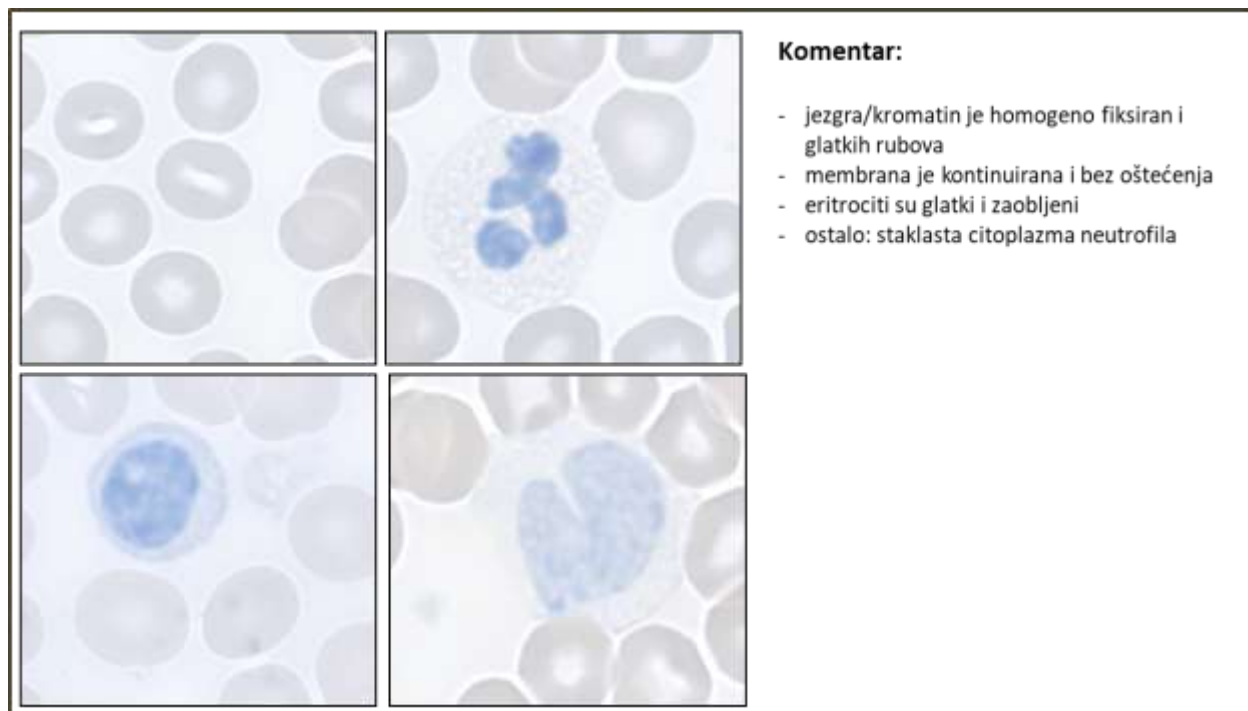 Komentar:
- jezgra/kromatin je homogeno fiksiran i
glatkih rubova
- membrana je kontinuirana i bez oštećenja
- eritrociti su glatki i zaobljeni
- ostalo: staklasta citoplazma neutrofila